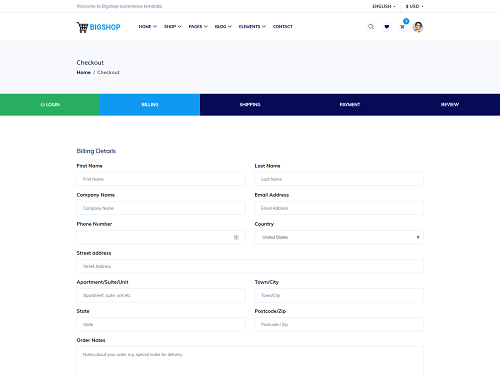 Welcome to Bigshop ecommerce template.
ENGLISH
$ USD
BIGSHOP
HOME
SHOP
PAGES
BLOG
ELEMENTS
CONTACT
2
Checkout
Home / Checkout
LOGIN
BILLING
SHIPPING
PAYMENT
REVIEW
Billing Details
First Name
Last Name
First Name
Last Name
Company Name
Email Address
Company Name
Email Address
Phone Number
Country
United States
Street address
Street Address
Apartment/Suite/Unit
Town/City
Apartment, suite, unit etc.
Town/City
State
Postcode/Zip
State
Postcode / Zip
Order Notes
Notes about your order, e.g. special notes for delivery.